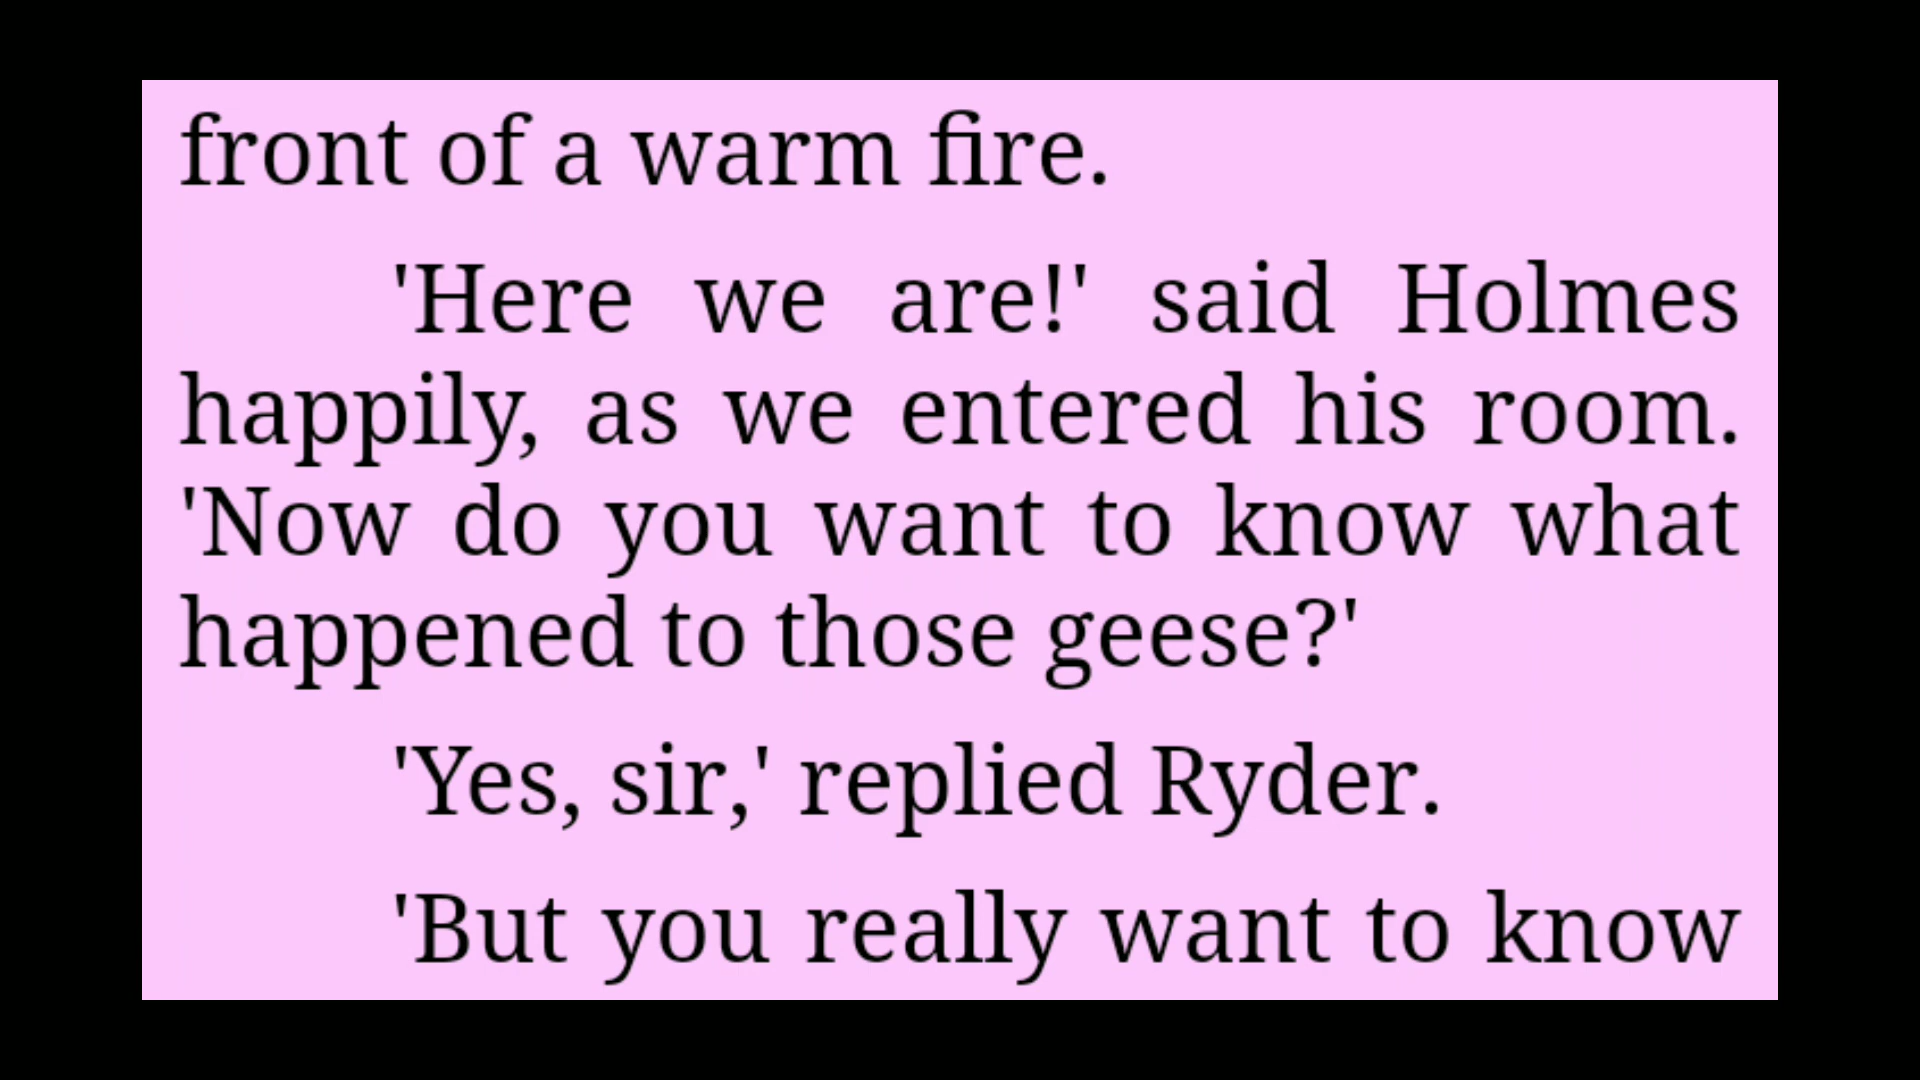 front of a warm fire.
'Here we are!' said Holmes
happily, as we entered his room.
'Now do you want to know what
happened to those geese?'
'Yes, sir,' replied Ryder.
'But you really want to know